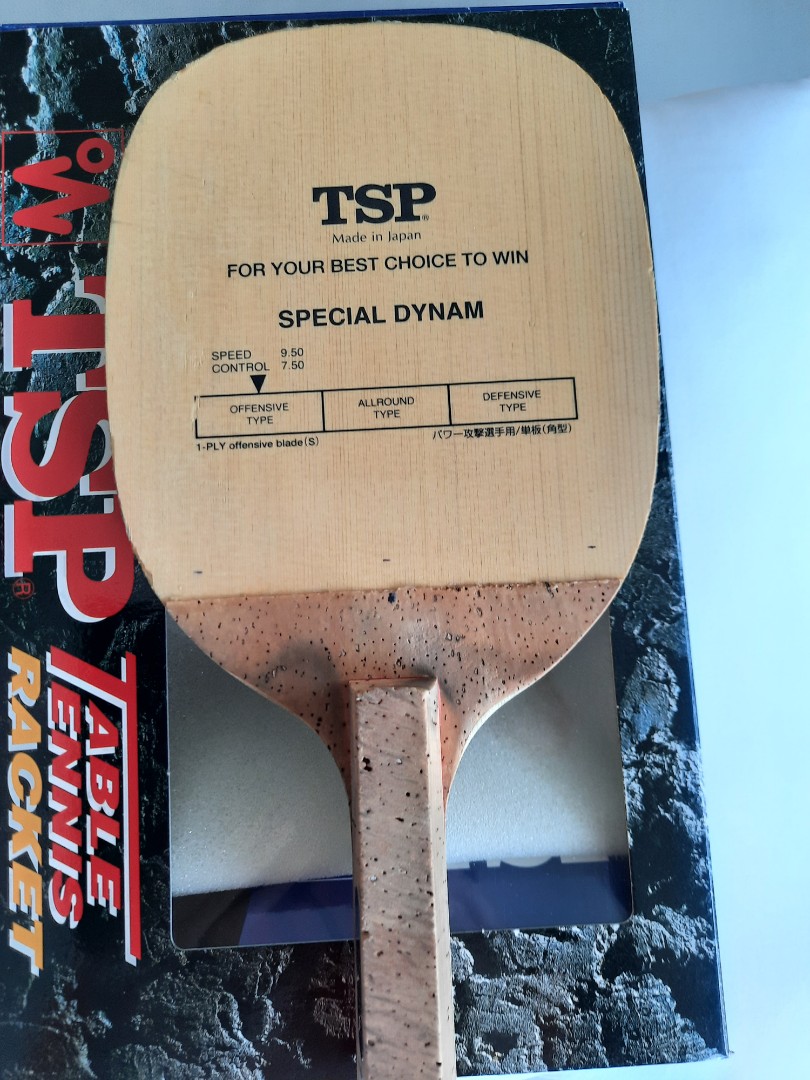 TSP®
Made in Japan
FOR YOUR BEST CHOICE TO WIN
SPECIAL DYNAM
SPEED 9.50
CONTROL 7.50
OFFENSIVE TYPE
ALLROUND TYPE
DEFENSIVE TYPE
1-PLY offensive blade(S)
パワー攻撃選手用/単板(角型)
TSP®
TABLE
TENNIS
RACKET